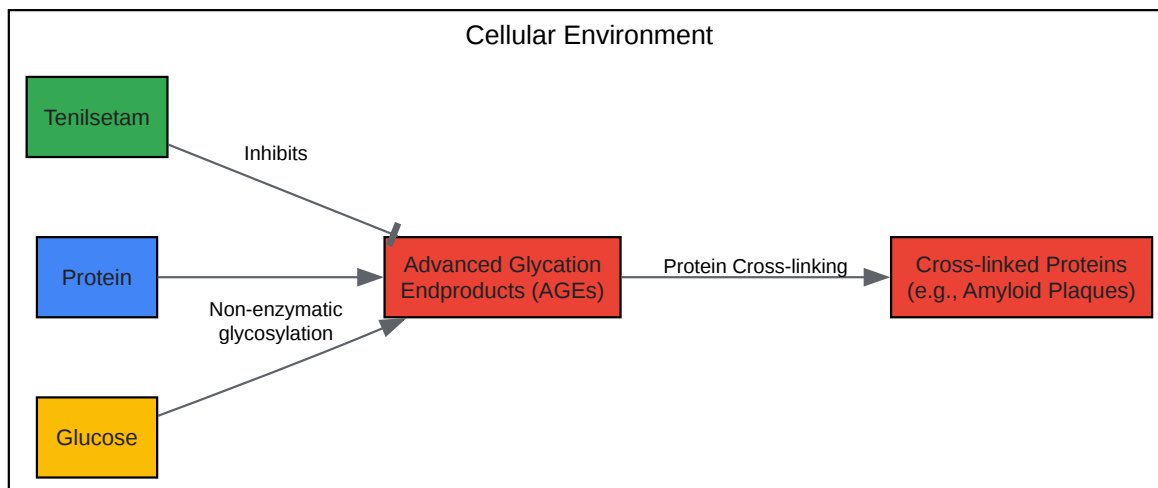 Cellular Environment
Tenilsetam
Inhibits
Protein
Advanced Glycation
Endproducts (AGEs)
Protein Cross-linking
Cross-linked Proteins
(e.g., Amyloid Plaques)
Non-enzymatic
glycosylation
Glucose